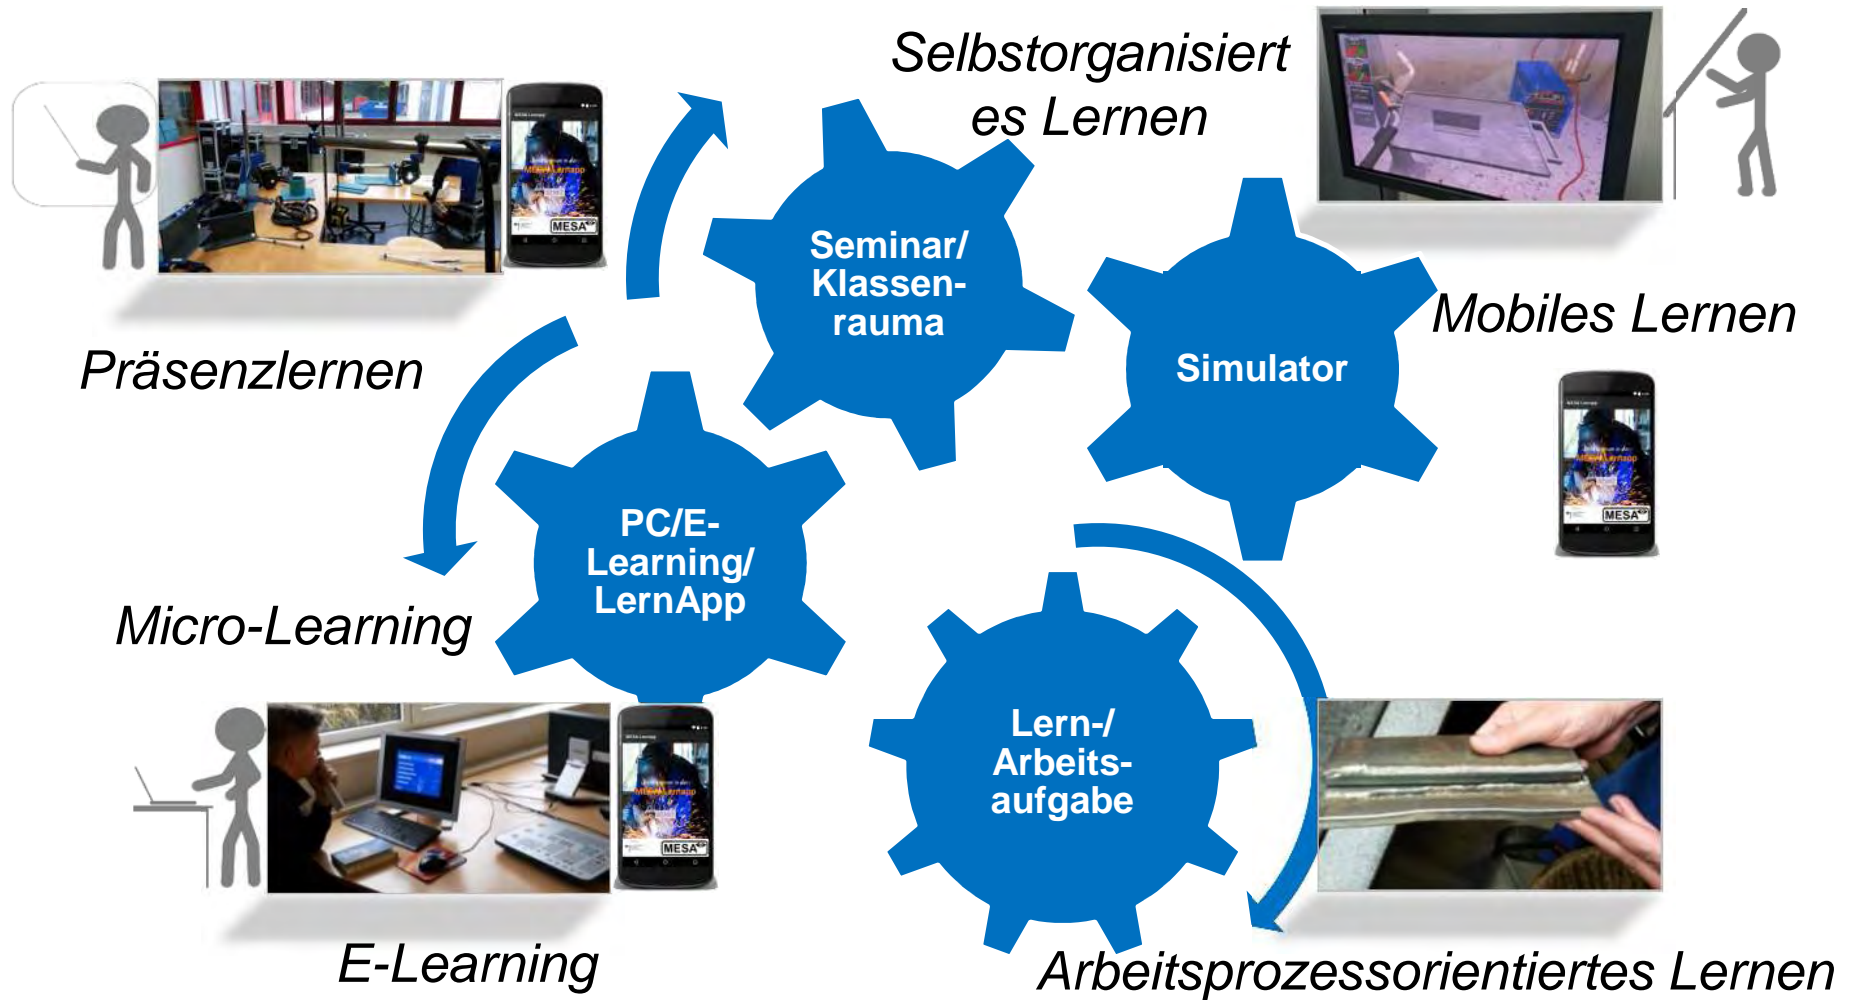 Selbstorganisiert
es Lernen
Seminar/
Klassen-
rauma
Simulator
Mobiles Lernen
Präsenzlernen
PC/E-
Learning/
LernApp
Micro-Learning
Lern-/
Arbeits-
aufgabe
E-Learning
Arbeitsprozessorientiertes Lernen
MESA
MESA
MESA